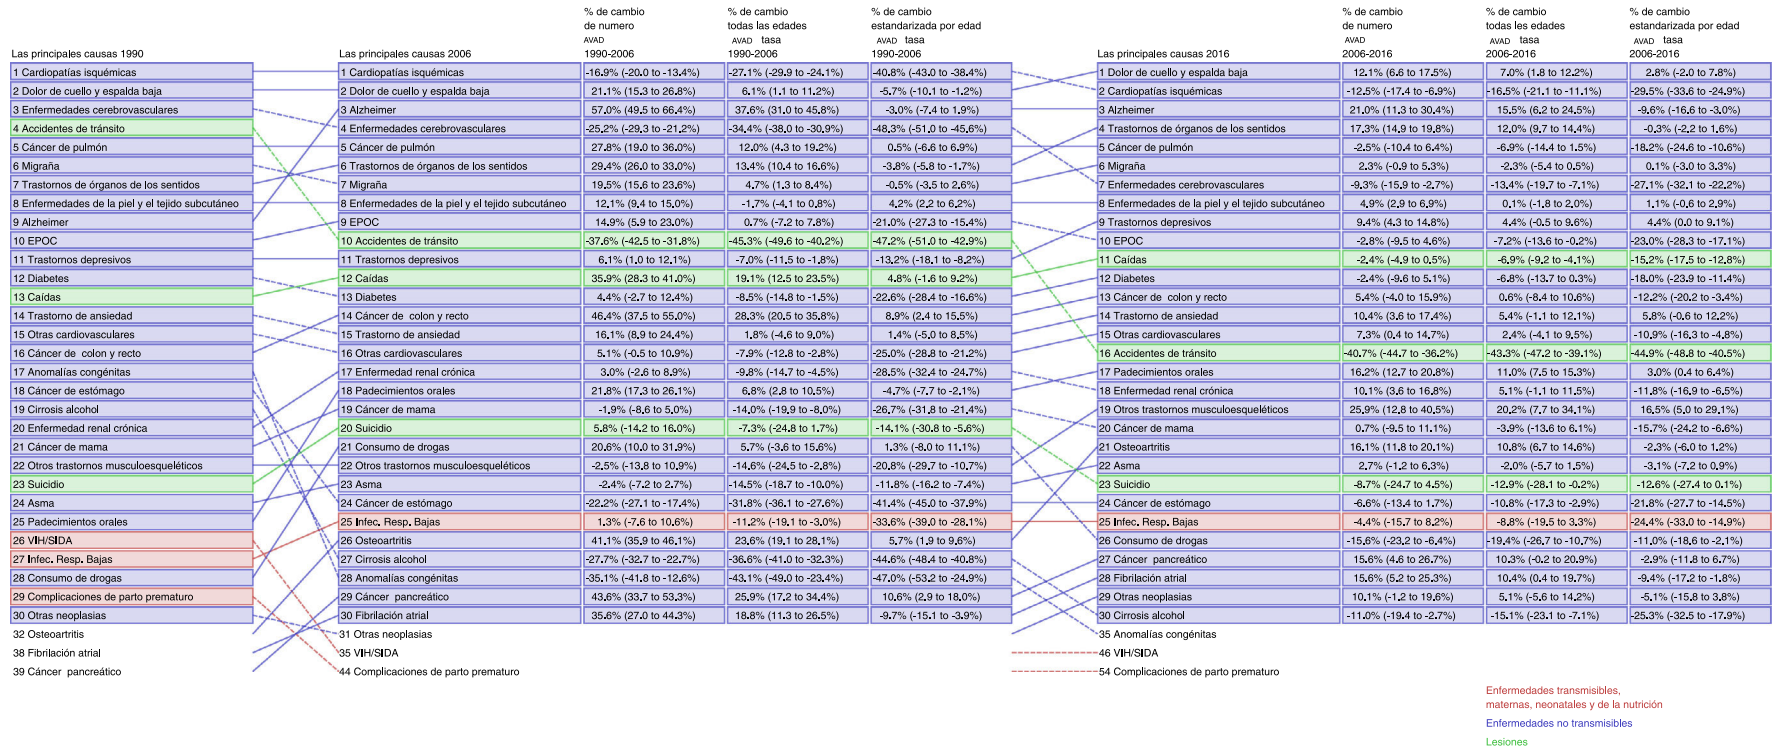 % de cambio % de cambio % de cambio % de cambio % de cambio % de cambio
de numero todas las edades estandarizada por edad de numero todas les edades estandarizada por edad
AVAD AVAD tasa AVAD tasa AVAD AVAD tasa AVAD tasa
Las principales causas 1990 Las principales causas 2006 1990-2006 1990-2006 1990-2006 Las principales causas 2016 2006-2016 2006-2016 2006-2016
1 Cardiopatías isquémicas 1 Cardiopatías isquémicas -16.9% (-20.0 to -13.4%) -27.1% (-29.9 to -24.1%) -40.8% (-43.0 to -38.4%) 1 Dolor de cuello y espalda baja 12.1% (6.6 to 17.5%) 7.0% (1.8 to 12.2%) 2.8% (-2.0 to 7.8%)
2 Dolor de cuello y espalda baja 2 Dolor de cuello y espalda baja 21.1% (15.3 to 26.8%) 6.1% (1.1 to 11.2%) -5.7% (-10.1 to -1.2%) 2 Cardiopatías isquémicas -12.5% (-17.4 to -6.9%) -16.5% (-21.1 to -11.1%) -29.5% (-33.6 to -24.9%)
3 Enfermedades cerebrovasculares 3 Alzheimer 57.0% (49.5 to 66.4%) 37.6% (31.0 to 45.8%) -3.0% (-7.4 to 1.9%) 3 Alzheimer 21.0% (11.3 to 30.4%) 15.5% (6.2 to 24.5%) -9.6% (-16.6 to -3.0%)
4 Accidentes de tránsito 4 Enfermedades cerebrovasculares -25.2% (-29.3 to -21.2%) -34.4% (-38.0 to -30.9%) -48.3% (-51.0 to -45.6%) 4 Trastornos de órganos de los sentidos 17.3% (14.9 to 19.8%) 12.0% (9.7 to 14.4%) -0.3% (-2.2 to 1.6%)
5 Cáncer de pulmón 5 Cáncer de pulmón 27.8% (19.0 to 36.0%) 12.0% (4.3 to 19.2%) 0.5% (-6.6 to 6.9%) 5 Cáncer de pulmón -2.5% (-10.4 to 6.4%) -6.9% (-14.4 to 1.5%) -18.2% (-24.6 to -10.6%)
6 Migraña 6 Trastornos de órganos de los sentidos 29.4% (26.0 to 33.0%) 13.4% (10.4 to 16.6%) -3.8% (-5.8 to -1.7%) 6 Migraña 2.3% (-0.9 to 5.3%) -2.3% (-5.4 to 0.5%) 0.1% (-3.0 to 3.3%)
7 Trastornos de órganos de los sentidos 7 Migraña 19.5% (15.6 to 23.6%) 4.7% (1.3 to 8.4%) -0.5% (-3.5 to 2.6%) 7 Enfermedades cerebrovasculares -9.3% (-15.9 to -2.7%) -13.4% (-19.7 to -7.1%) -27.1% (-32.1 to -22.2%)
8 Enfermedades de la piel y el tejido subcutáneo 8 Enfermedades de la piel y el tejido subcutáneo 12.1% (9.4 to 15.0%) -1.7% (-4.1 to 0.8%) 4.2% (2.2 to 6.2%) 8 Enfermedades de la piel y el tejido subcutáneo 4.9% (2.9 to 6.9%) 0.1% (-1.8 to 2.0%) 1.1% (-0.6 to 2.9%)
9 Alzheimer 9 EPOC 14.9% (5.9 to 23.0%) 0.7% (-7.2 to 7.8%) -21.0% (-27.3 to -15.4%) 9 Trastornos depresivos 9.4% (4.3 to 14.8%) 4.4% (-0.5 to 9.6%) 4.4% (0.0 to 9.1%)
10 EPOC 10 Accidentes de tránsito -37.6% (-42.5 to -31.8%) -45.3% (-49.6 to -40.2%) -47.2% (-51.0 to -42.9%) 10 EPOC -2.8% (-9.5 to 4.6%) -7.2% (-13.6 to -0.2%) -23.0% (-28.3 to -17.1%)
11 Trastornos depresivos 11 Trastornos depresivos 6.1% (1.0 to 12.1%) -7.0% (-11.5 to -1.8%) -13.2% (-18.1 to -8.2%) 11 Caídas -2.4% (-4.9 to 0.5%) -6.9% (-9.2 to -4.1%) -15.2% (-17.5 to -12.8%)
12 Diabetes 12 Caídas 35.9% (28.3 to 41.0%) 19.1% (12.5 to 23.5%) 4.8% (-1.6 to 9.2%) 12 Diabetes -2.4% (-9.6 to 5.1%) -6.8% (-13.7 to 0.3%) -18.0% (-23.9 to -11.4%)
13 Caídas 13 Diabetes 4.4% (-2.7 to 12.4%) -8.5% (-14.8 to -1.5%) -22.6% (-28.4 to -16.6%) 13 Cáncer de colon y recto 5.4% (-4.0 to 15.9%) 0.6% (-8.4 to 10.6%) -12.2% (-20.2 to -3.4%)
14 Trastorno de ansiedad 14 Cáncer de colon y recto 46.4% (37.5 to 55.0%) 28.3% (20.5 to 35.8%) 8.9% (2.4 to 15.5%) 14 Trastorno de ansiedad 10.4% (3.6 to 17.4%) 5.4% (-1.1 to 12.1%) 5.8% (-0.6 to 12.2%)
15 Otras cardiovasculares 15 Trastorno de ansiedad 16.1% (8.9 to 24.4%) 1.8% (-4.6 to 9.0%) 1.4% (-5.0 to 8.5%) 15 Otras cardiovasculares 7.3% (0.4 to 14.7%) 2.4% (-4.1 to 9.5%) -10.9% (-16.3 to -4.8%)
16 Cáncer de colon y recto 16 Otras cardiovasculares 5.1% (-0.5 to 10.9%) -7.9% (-12.8 to -2.8%) -25.0% (-28.8 to -21.2%) 16 Accidentes de tránsito -40.7% (-44.7 to -36.2%) -43.3% (-47.2 to -39.1%) -44.9% (-48.8 to -40.5%)
17 Anomalías congénitas 17 Enfermedad renal crónica 3.0% (-2.6 to 8.9%) -9.8% (-14.7 to -4.5%) -28.5% (-32.4 to -24.7%) 17 Padecimientos orales 16.2% (12.7 to 20.8%) 11.0% (7.5 to 15.3%) 3.0% (0.4 to 6.4%)
18 Cáncer de estómago 18 Padecimientos orales 21.8% (17.3 to 26.1%) 6.8% (2.8 to 10.5%) -4.7% (-7.7 to -2.1%) 18 Enfermedad renal crónica 10.1% (3.6 to 16.8%) 5.1% (-1.1 to 11.5%) -11.8% (-16.9 to -6.5%)
19 Cirrosis alcohol 19 Cáncer de mama -1.9% (-8.6 to 5.0%) -14.0% (-19.9 to -8.0%) -26.7% (-31.8 to -21.4%) 19 Otros trastornos musculoesqueléticos 25.9% (12.8 to 40.5%) 20.2% (7.7 to 34.1%) 16.5% (5.0 to 29.1%)
20 Enfermedad renal crónica 20 Suicidio 5.8% (-14.2 to 16.0%) -7.3% (-24.8 to 1.7%) -14.1% (-30.8 to -5.6%) 20 Cáncer de mama 0.7% (-9.5 to 11.1%) -3.9% (-13.6 to 6.1%) -15.7% (-24.2 to -6.6%)
21 Cáncer de mama 21 Consumo de drogas 20.6% (10.0 to 31.9%) 5.7% (-3.6 to 15.6%) 1.3% (-8.0 to 11.1%) 21 Osteoartritis 16.1% (11.8 to 20.1%) 10.8% (6.7 to 14.6%) -2.3% (-6.0 to 1.2%)
22 Otros trastornos musculoesqueléticos 22 Otros trastornos musculoesqueléticos -2.5% (-13.8 to 10.9%) -14.6% (-24.5 to -2.8%) -20.8% (-29.7 to -10.7%) 22 Asma 2.7% (-1.2 to 6.3%) -2.0% (-5.7 to 1.5%) -3.1% (-7.2 to 0.9%)
23 Suicidio 23 Asma -2.4% (-7.2 to 2.7%) -14.5% (-18.7 to -10.0%) -11.8% (-16.2 to -7.4%) 23 Suicidio -8.7% (-24.7 to 4.5%) -12.9% (-28.1 to -0.2%) -12.6% (-27.4 to 0.1%)
24 Asma 24 Cáncer de estómago -22.2% (-27.1 to -17.4%) -31.8% (-36.1 to -27.6%) -41.4% (-45.0 to -37.9%) 24 Cáncer de estómago -6.6% (-13.4 to 1.7%) -10.8% (-17.3 to -2.9%) -21.8% (-27.7 to -14.5%)
25 Padecimientos orales 25 Infec. Resp. Bajas 1.3% (-7.6 to 10.6%) -11.2% (-19.1 to -3.0%) -33.6% (-39.0 to -28.1%) 25 Infec. Resp. Bajas -4.4% (-15.7 to 8.2%) -8.8% (-19.5 to 3.3%) -24.4% (-33.0 to -14.9%)
26 VIH/SIDA 26 Osteoartritis 41.1% (35.9 to 46.1%) 23.6% (19.1 to 28.1%) 5.7% (1.9 to 9.6%) 26 Consumo de drogas -15.6% (-23.2 to -6.4%) -19.4% (-26.7 to -10.7%) -11.0% (-18.6 to -2.1%)
27 Infec. Resp. Bajas 27 Cirrosis alcohol -27.7% (-32.7 to -22.7%) -36.6% (-41.0 to -32.3%) -44.6% (-48.4 to -40.8%) 27 Cáncer pancreático 15.6% (4.6 to 26.7%) 10.3% (-0.2 to 20.9%) -2.9% (-11.8 to 6.7%)
28 Consumo de drogas 28 Anomalías congénitas -35.1% (-41.8 to -12.6%) -43.1% (-49.0 to -23.4%) -47.0% (-53.2 to -24.9%) 28 Fibrilación atrial 15.6% (5.2 to 25.3%) 10.4% (0.4 to 19.7%) -9.4% (-17.2 to -1.8%)
29 Complicaciones de parto prematuro 29 Cáncer pancreático 43.6% (33.7 to 53.3%) 25.9% (17.2 to 34.4%) 10.6% (2.9 to 18.0%) 29 Otras neoplasias 10.1% (-1.2 to 19.6%) 5.1% (-5.6 to 14.2%) -5.1% (-15.8 to 3.8%)
30 Otras neoplasias 30 Fibrilación atrial 35.6% (27.0 to 44.3%) 18.8% (11.3 to 26.5%) -9.7% (-15.1 to -3.9%) 30 Cirrosis alcohol -11.0% (-19.4 to -2.7%) -15.1% (-23.1 to -7.1%) -25.3% (-32.5 to -17.9%)
32 Osteoartritis 31 Otras neoplasias 35 Anomalías congénitas
38 Fibrilación atrial 35 VIH/SIDA 46 VIH/SIDA
39 Cáncer pancreático 44 Complicaciones de parto prematuro 54 Complicaciones de parto prematuro
Enfermedades transmisibles,
maternas, neonatales y de la nutrición
Enfermedades no transmisibles
Lesiones